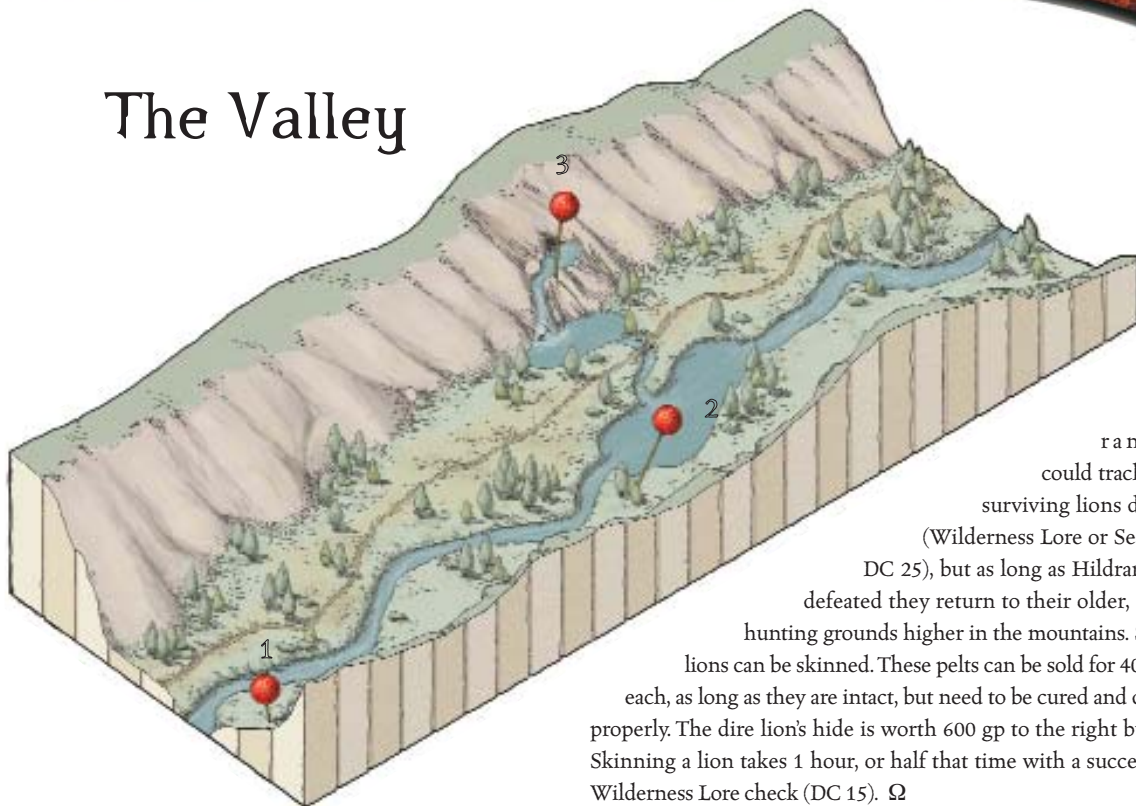 The Valley
3
2
1
ran
could track
surviving lions d
(Wilderness Lore or Se
DC 25), but as long as Hildran
defeated they return to their older,
hunting grounds higher in the mountains.
lions can be skinned. These pelts can be sold for 40
each, as long as they are intact, but need to be cured and
properly. The dire lion's hide is worth 600 gp to the right b
Skinning a lion takes 1 hour, or half that time with a succe
Wilderness Lore check (DC 15). Ω